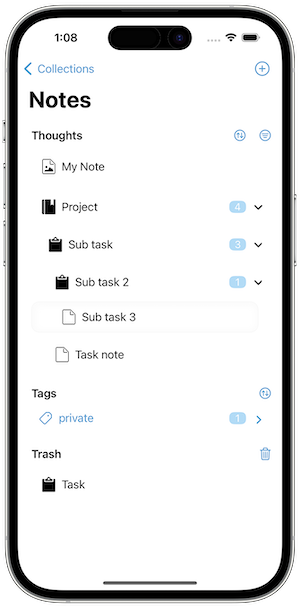 1:08
Collections
Notes
Thoughts
My Note
Project 4
Sub task 3
Sub task 2 1
Sub task 3
Task note
Tags
private 1
Trash
Task